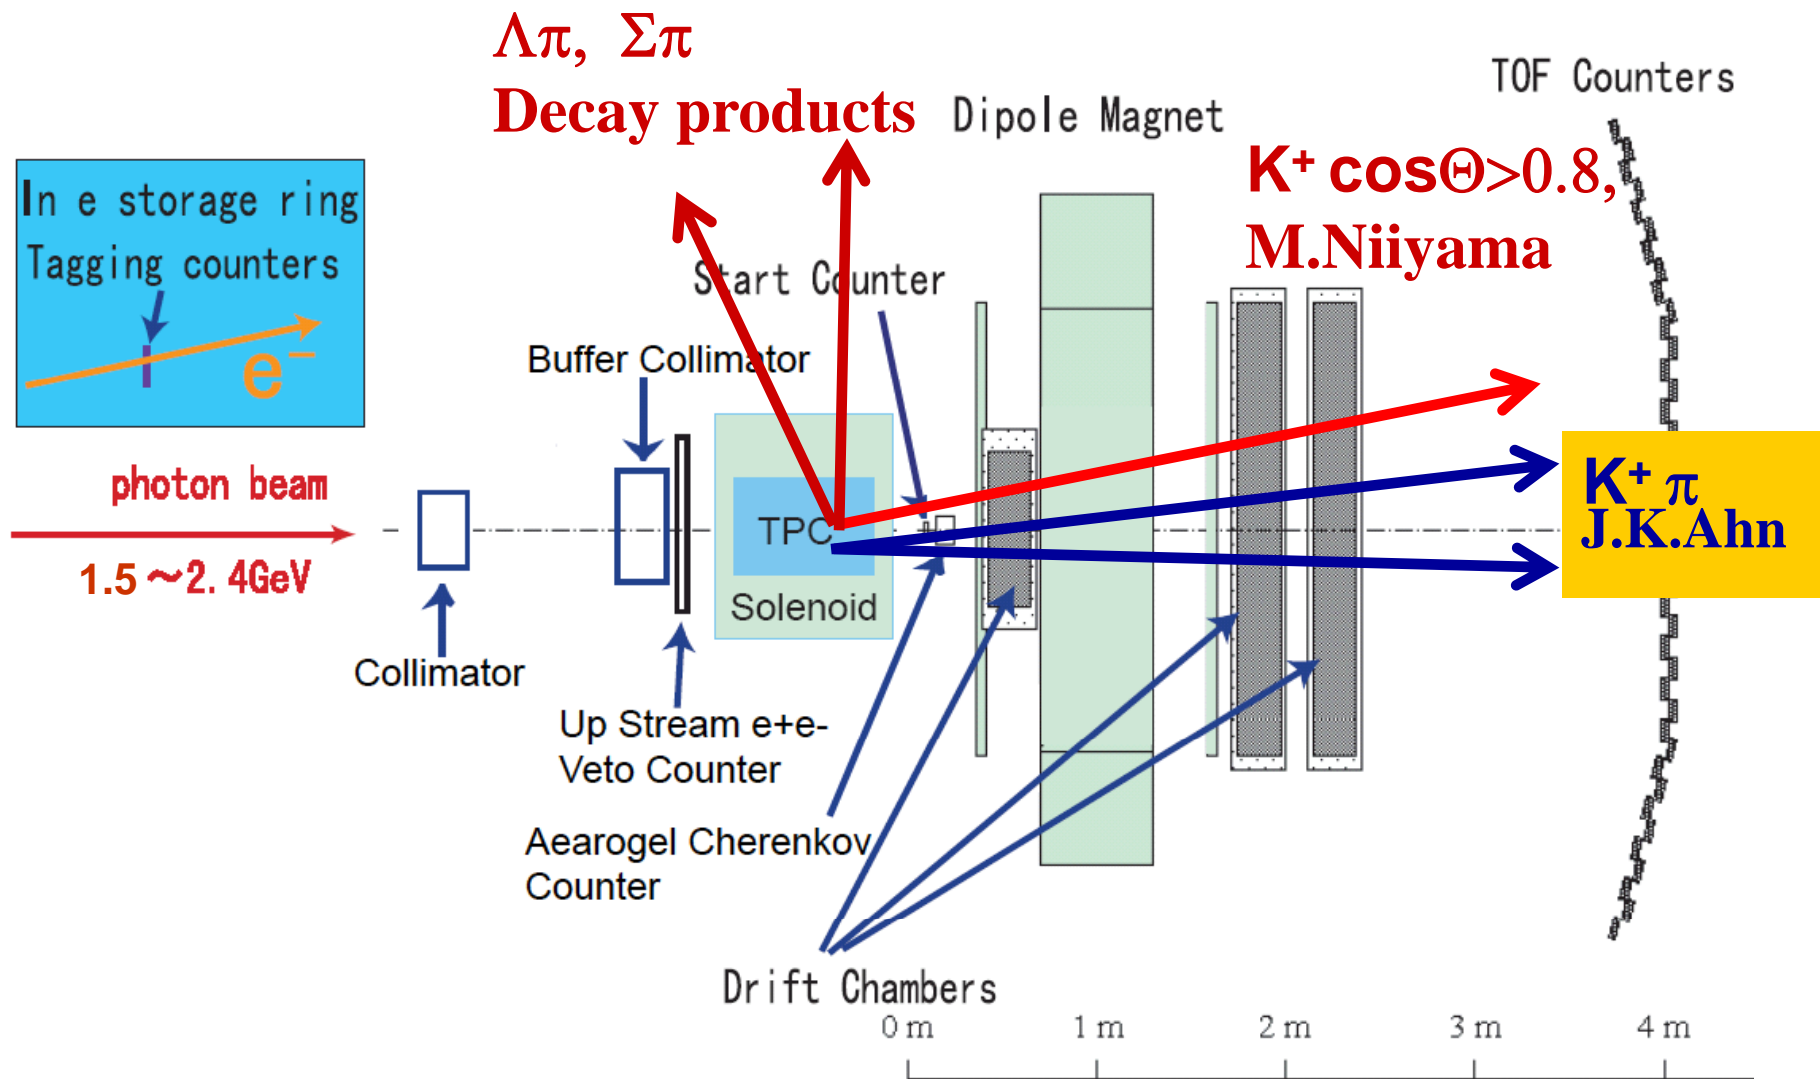 Λπ, Σπ
Decay products
Dipole Magnet
TOF Counters
K⁺ cosΘ>0.8,
M.Niiyama
In e storage ring
Tagging counters
e⁻
Start Counter
Buffer Collimator
photon beam
1.5 ~2.4GeV
TPC
Solenoid
K⁺ π
J.K.Ahn
Collimator
Up Stream e+e-
Veto Counter
Aearogel Cherenkov
Counter
Drift Chambers
0 m 1 m 2 m 3 m 4 m